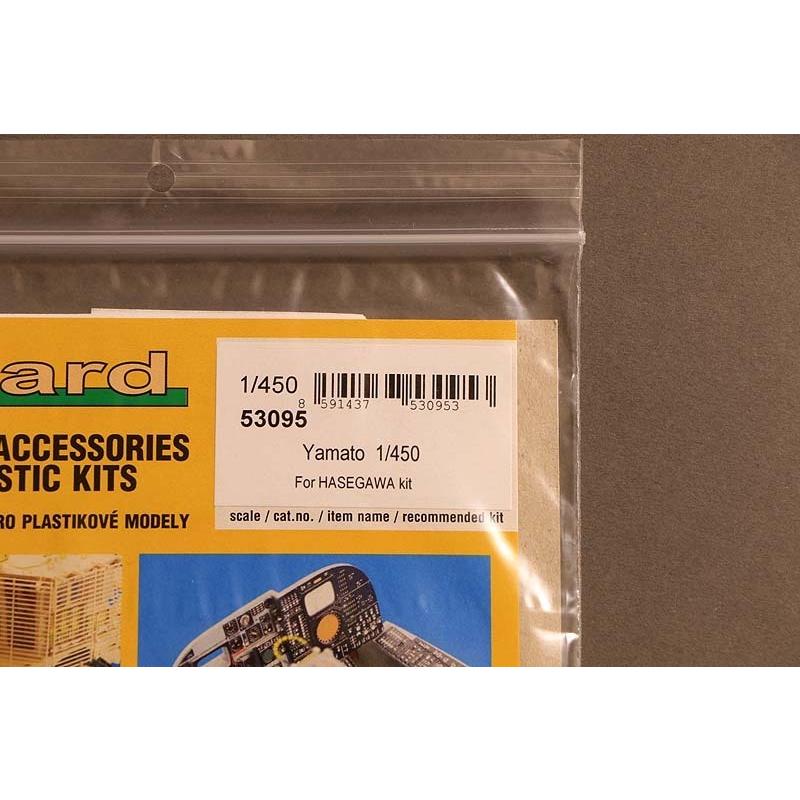 ard
ACCESSORIES
STIC KITS
RO PLASTIKOVÉ MODELY
1/450
8 591437 530953
53095
Yamato 1/450
For HASEGAWA kit
scale / cat.no. / item name / recommended kit